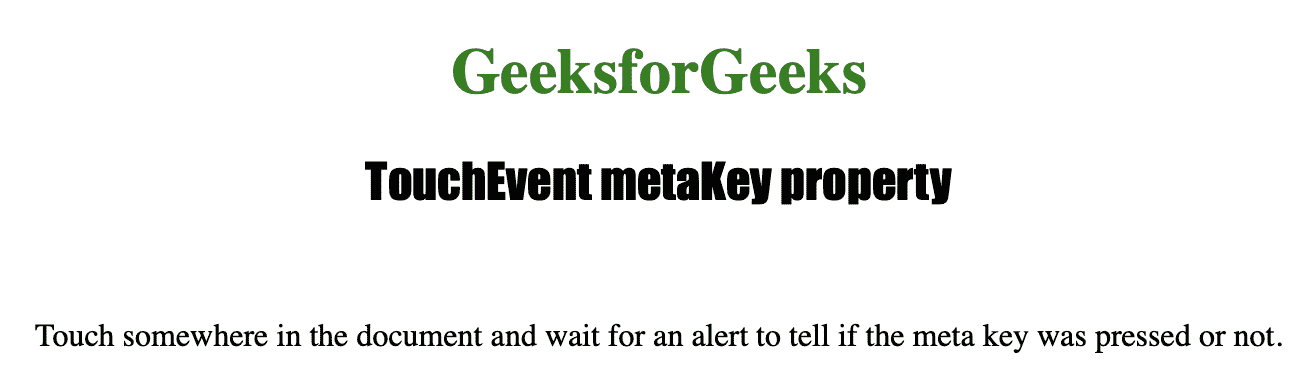 GeeksforGeeks
TouchEvent metaKey property
Touch somewhere in the document and wait for an alert to tell if the meta key was pressed or not.